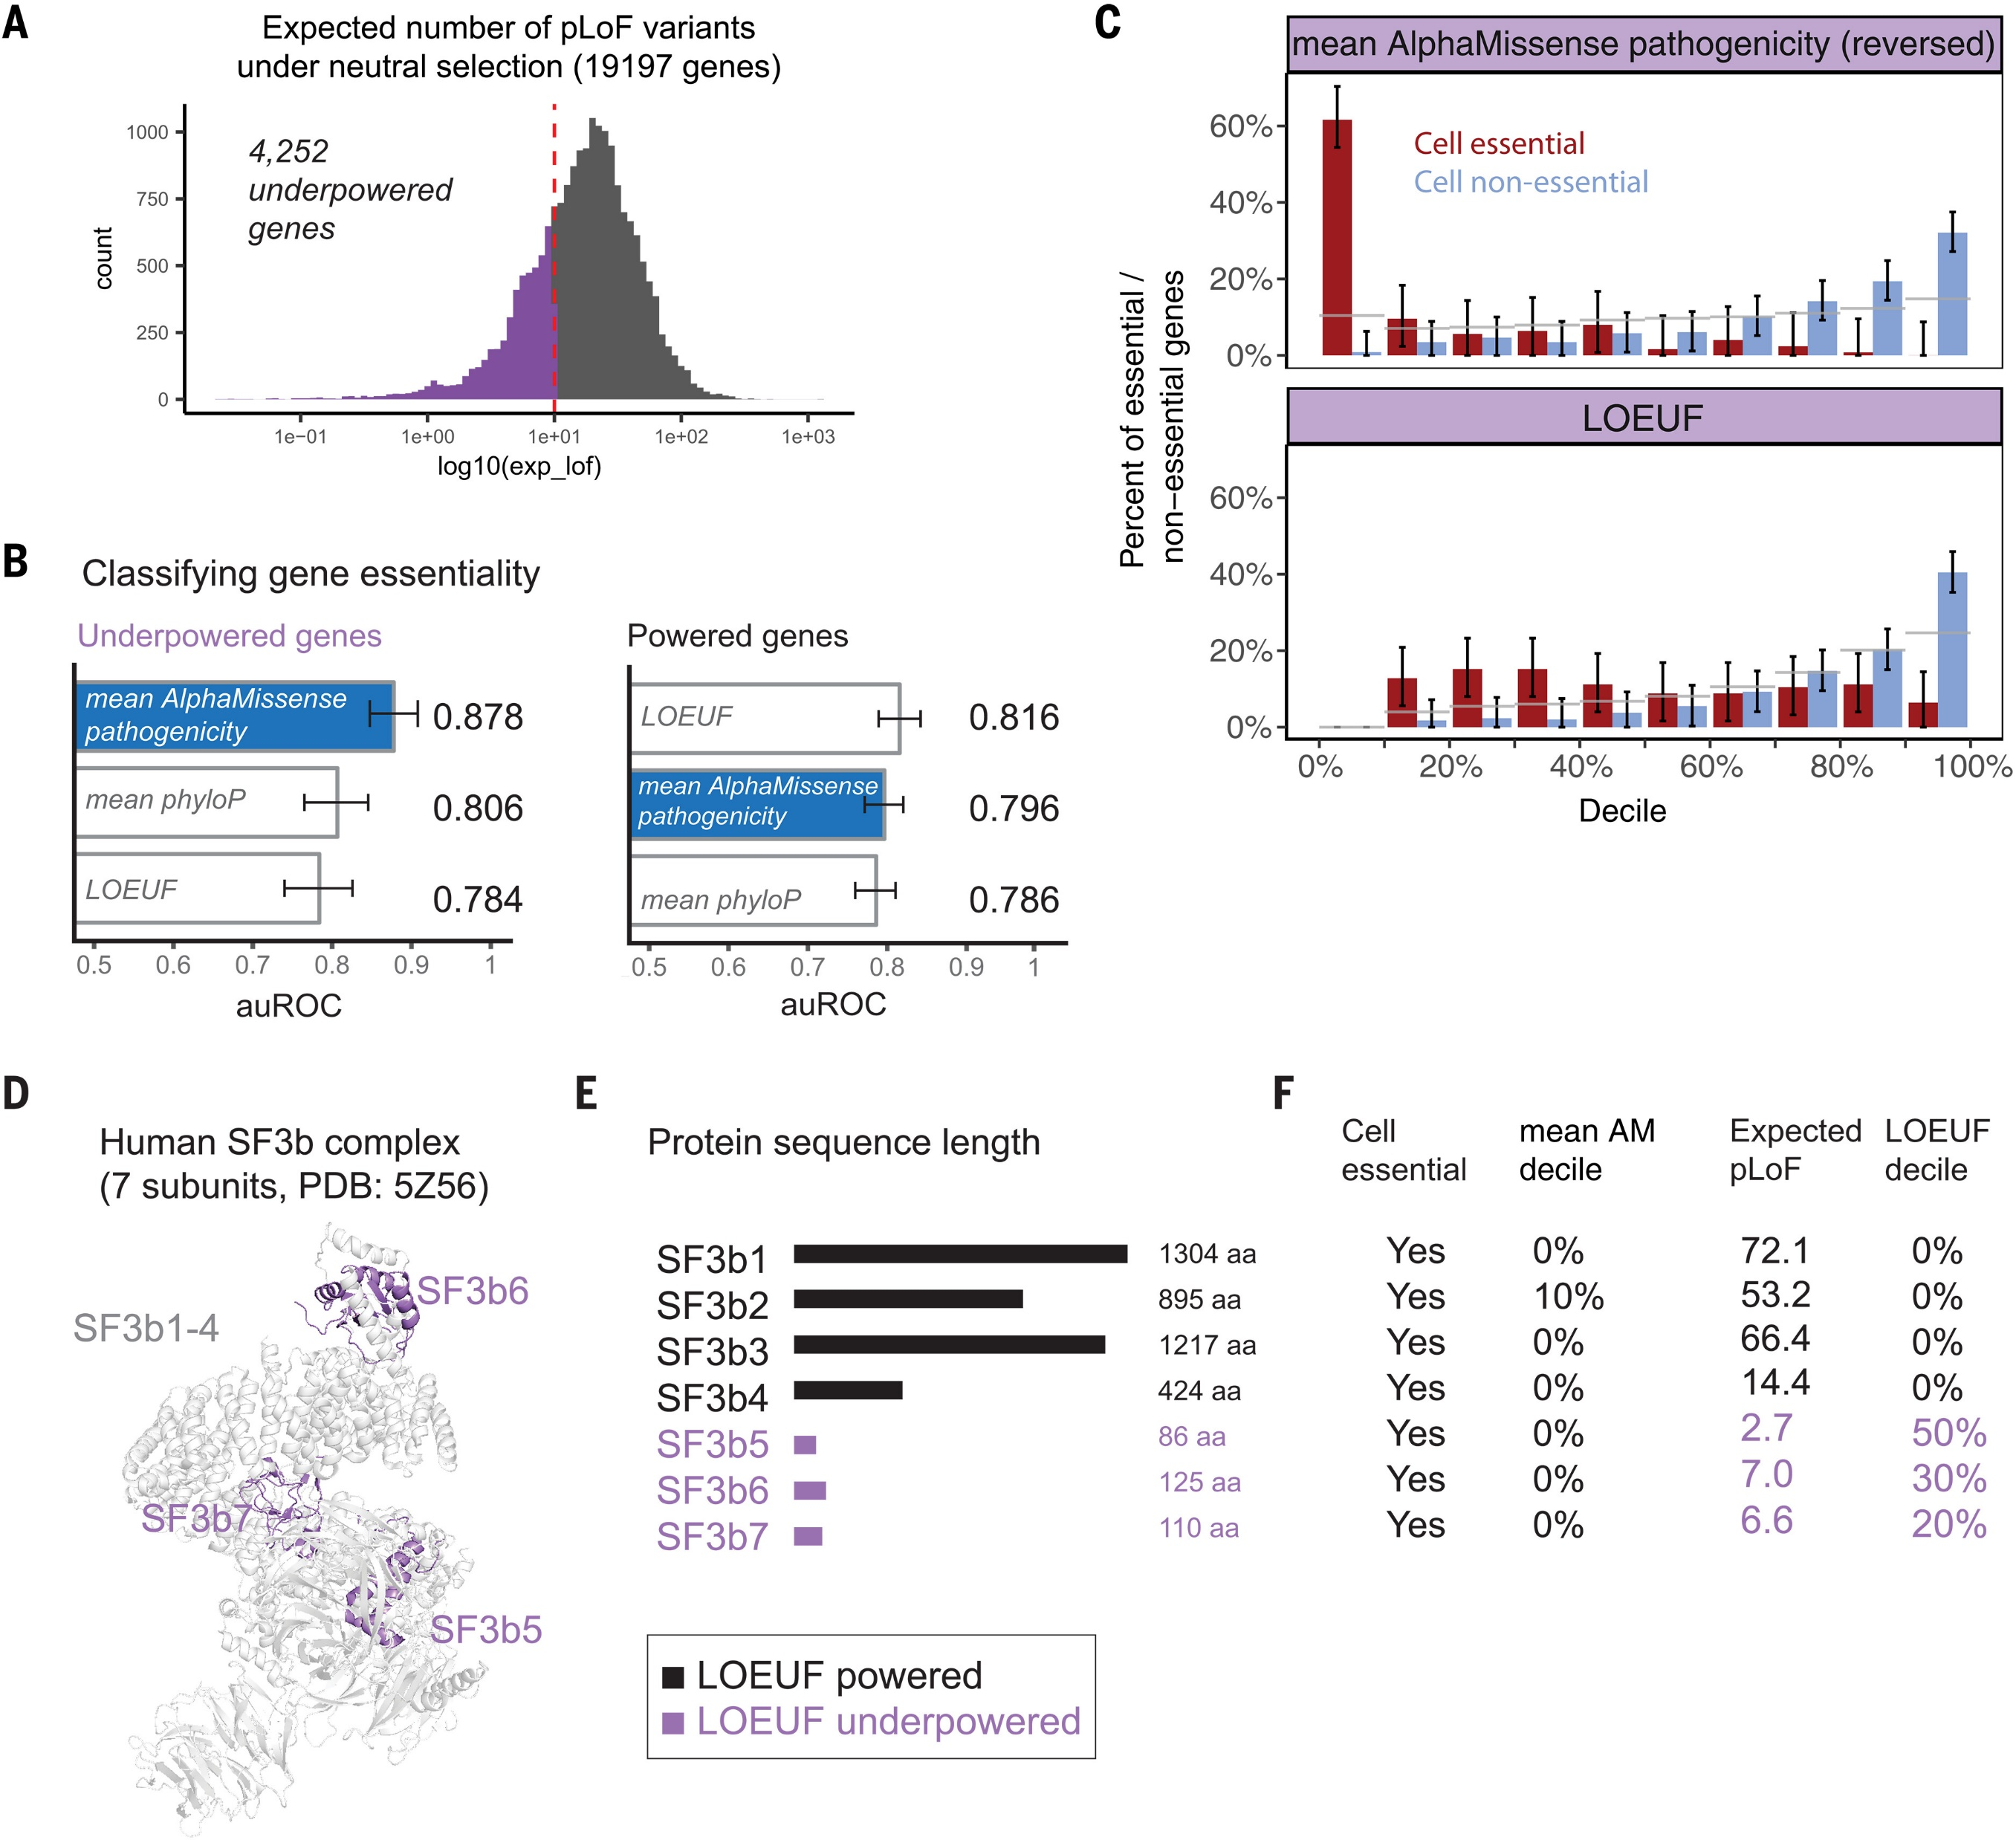 A
Expected number of pLoF variants
under neutral selection (19197 genes)
4,252
underpowered
genes
count
1000
750
500
250
0
1e−01 1e+00 1e+01 1e+02 1e+03
log10(exp_lof)
B
Classifying gene essentiality
Underpowered genes
mean AlphaMissense
pathogenicity
0.878
mean phyloP
0.806
LOEUF
0.784
0.5 0.6 0.7 0.8 0.9 1
auROC
Powered genes
LOEUF
0.816
mean AlphaMissense
pathogenicity
0.796
mean phyloP
0.786
0.5 0.6 0.7 0.8 0.9 1
auROC
C
mean AlphaMissense pathogenicity (reversed)
Cell essential
Cell non-essential
60%
40%
20%
0%
Percent of essential /
non−essential genes
LOEUF
60%
40%
20%
0%
0% 20% 40% 60% 80% 100%
Decile
D
Human SF3b complex
(7 subunits, PDB: 5Z56)
SF3b6
SF3b1-4
SF3b7
SF3b5
E
Protein sequence length
SF3b1 1304 aa
SF3b2 895 aa
SF3b3 1217 aa
SF3b4 424 aa
SF3b5 86 aa
SF3b6 125 aa
SF3b7 110 aa
LOEUF powered
LOEUF underpowered
F
Cell mean AM Expected LOEUF
essential decile pLoF decile
Yes 0% 72.1 0%
Yes 10% 53.2 0%
Yes 0% 66.4 0%
Yes 0% 14.4 0%
Yes 0% 2.7 50%
Yes 0% 7.0 30%
Yes 0% 6.6 20%